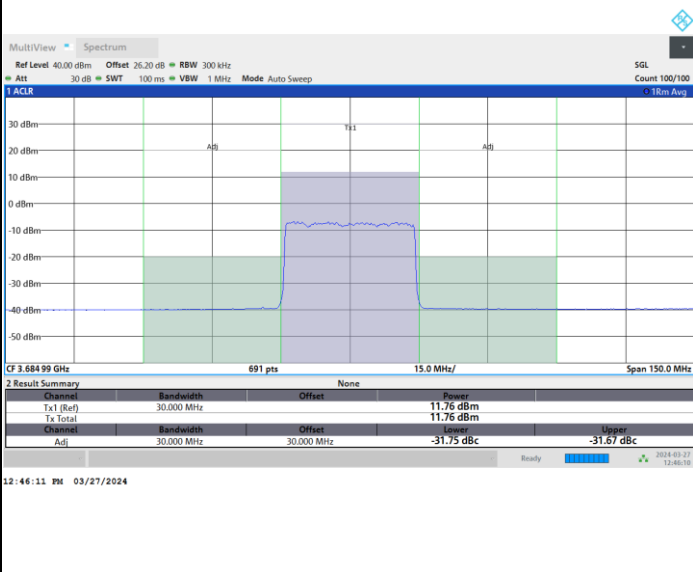 MultiView Spectrum
Ref Level 40.00 dBm Offset 26.20 dB RBW 300 kHz SGL
Att 30 dB SWT 100 ms VBW 1 MHz Mode Auto Sweep Count 100/100
1 ACLR 1Rm Avg
30 dBm
Tx1
20 dBm
Adj Adj
10 dBm
0 dBm
-10 dBm
-20 dBm
-30 dBm
-40 dBm
-50 dBm
CF 3.684 99 GHz 691 pts 15.0 MHz/ Span 150.0 MHz
2 Result Summary None
Channel Bandwidth Offset Power
Tx1 (Ref) 30.000 MHz 11.76 dBm
Tx Total 11.76 dBm
Channel Bandwidth Offset Lower Upper
Adj 30.000 MHz 30.000 MHz -31.75 dBc -31.67 dBc
Ready 2024-03-27
12:46:10
12:46:11 PM 03/27/2024